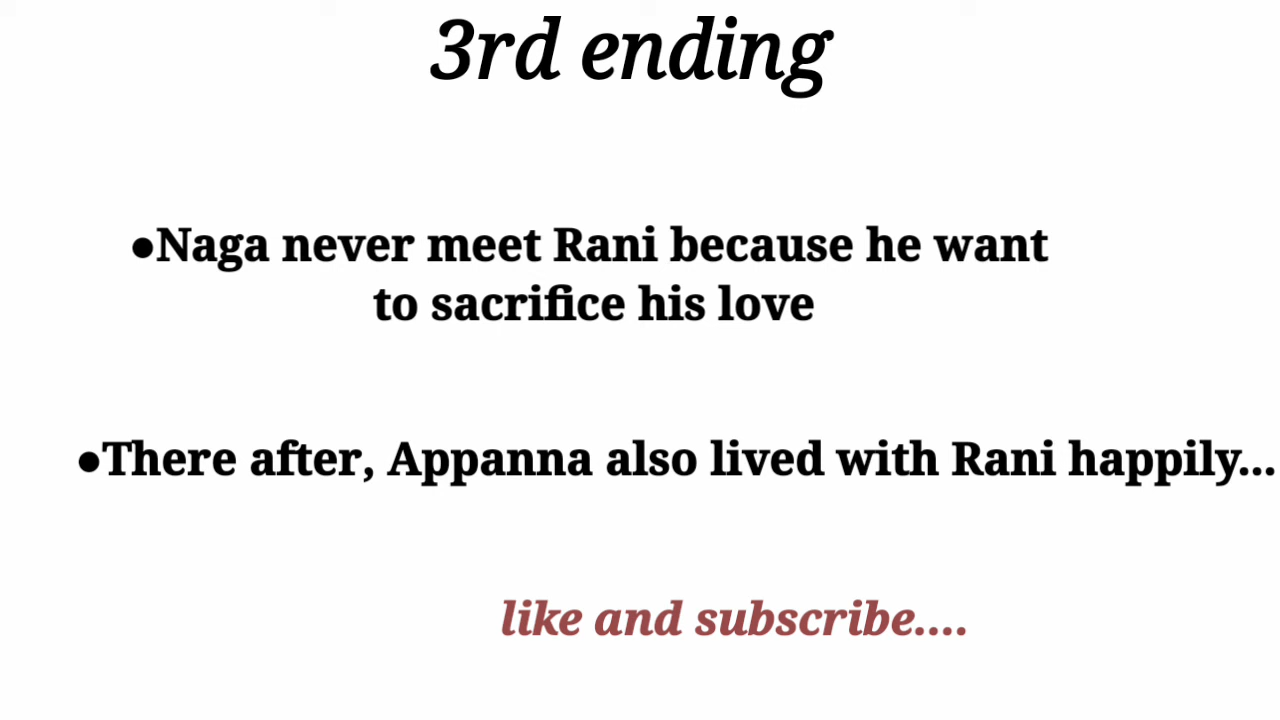 3rd ending
●Naga never meet Rani because he want
to sacrifice his love
●There after, Appanna also lived with Rani happily...
like and subscribe....